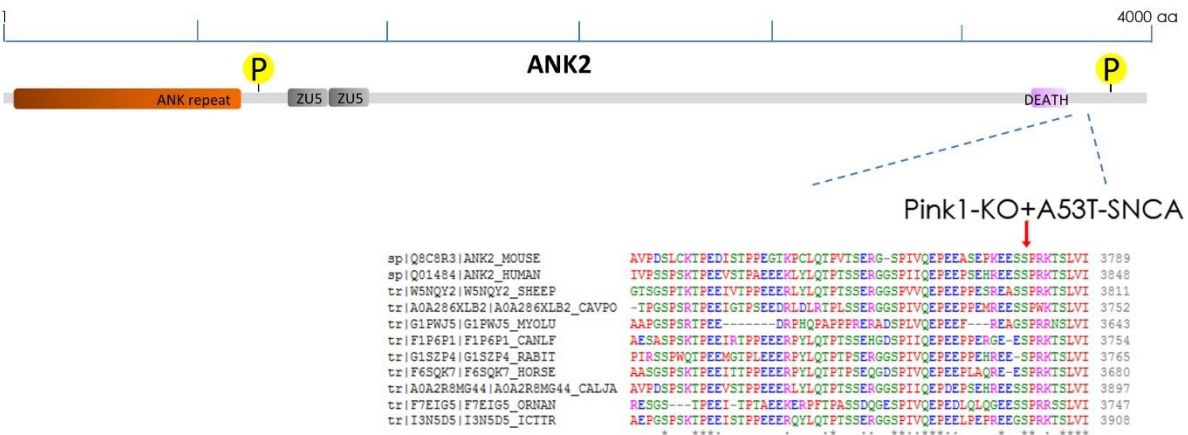 1 4000 aa
ANK2
P P
ANK repeat ZU5 ZU5 DEATH
Pink1-KO+A53T-SNCA
sp|Q8C8R3|ANK2_MOUSE AVPDSLCKTPEDISTPPEGTKPCLQTPVTSERG-SPIVQEPEEASEPKEESSPRKTSLVI 3789
sp|Q01484|ANK2_HUMAN IVPSSPSKTPEEVSTPAEEEKLYLQTPTSSERGGSPIIQEPEEPSEHREESSPRKTSLVI 3848
tr|W5NQY2|W5NQY2_SHEEP GTSGSPTKTPEEIVTPPEEERLYLQTPTSSERGGSPVVQEPEEPPESREASSPRKTSLVI 3811
tr|A0A286XLB2|A0A286XLB2_CAVPO -TPGSPSRTPEEIGTPSEEDRLDLRTPLSSERGGSPIVQEPEEPPEMREESSPWKTSLVI 3752
tr|G1PWJ5|G1PWJ5_MYOLU AAPGSPSRTPEE-------DRPHQPAPPPRERADSPLVQEPEEF---REAGSPRRNSLVI 3643
tr|F1P6P1|F1P6P1_CANLF AESASPSKTPEEIRTPPEEERPYLQTPTSSEHGDSPIIQEPEEPPERGE-ESPRKTSLVI 3754
tr|G1SZP4|G1SZP4_RABIT PIRSSPWQTPEEMGTPLEEERPYLQTPTPSERGGSPIIQEPEEPPEHREE-SPRKTSLVI 3765
tr|F6SQK7|F6SQK7_HORSE AASGSPSKTPEEITTPPEEERPYLQTPTPSEQGDSPIVQEPEEPLAQRE-ESPRKTSLVI 3680
tr|A0A2R8MG44|A0A2R8MG44_CALJA AVPDSPSKTPEEVSTPPEEERLYLQTPTSSERGGSPIIQEPDEPSEHREESSPRKTSLVI 3897
tr|F7EIG5|F7EIG5_ORNAN RESGS---TPEEI-TPTAEEKERPFTPASSDQGESPIVQEPEDLQLQGEESSPRRSSLVI 3747
tr|I3N5D5|I3N5D5_ICTTR AEPGSPSKTPEEISTPPEEERPYLQTPTSSERGGSPIVQEPEELPEPREGSSPRKTSLVI 3908